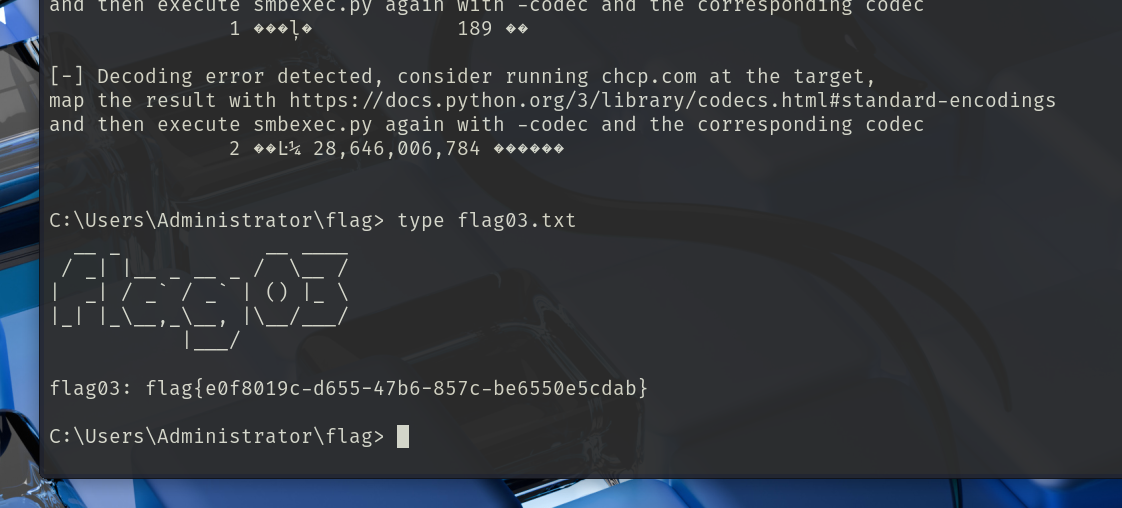 and then execute smbexec.py again with -codec and the corresponding codec
1 ���ļ� 189 ��
[-] Decoding error detected, consider running chcp.com at the target,
map the result with https://docs.python.org/3/library/codecs.html#standard-encodings
and then execute smbexec.py again with -codec and the corresponding codec
2 ��Ŀ¼ 28,646,006,784 ������
C:\Users\Administrator\flag> type flag03.txt
flag03
flag03: flag{e0f8019c-d655-47b6-857c-be6550e5cdab}
C:\Users\Administrator\flag>